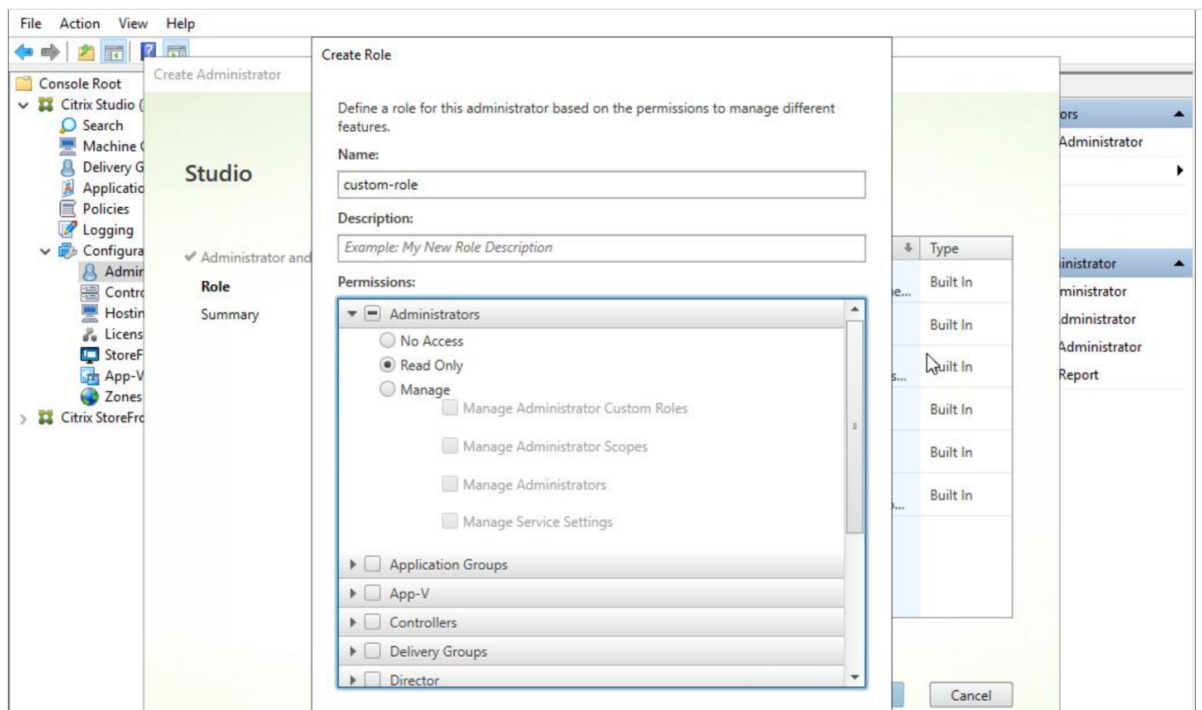 File Action View Help
Create Role
Console Root
Create Administrator
Citrix Studio (
Define a role for this administrator based on the permissions to manage different
features.
ors
Search
Machine
Administrator
Name:
Delivery G
Studio
custom-role
Applicatio
Policies
Description:
Logging
Example: My New Role Description
Type
Configura
Administrator and
inistrator
Admin
Role
Permissions:
Built In
ministrator
Contro
Hostin
Summary
Administrators
dministrator
Licens
No Access
Built In
Administrator
StoreF
Read Only
Built In
Report
App-V
Manage
Zones
Manage Administrator Custom Roles
Built In
Citrix StoreFro
Manage Administrator Scopes
Built In
Manage Administrators
Built In
Manage Service Settings
Application Groups
App-V
Controllers
Delivery Groups
Director
Cancel